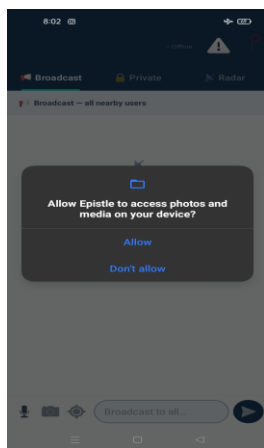 8:02
Offline
Broadcast Private Radar
Broadcast — all nearby users
Allow Epistle to access photos and
media on your device?
Allow
Don't allow
Broadcast to all...